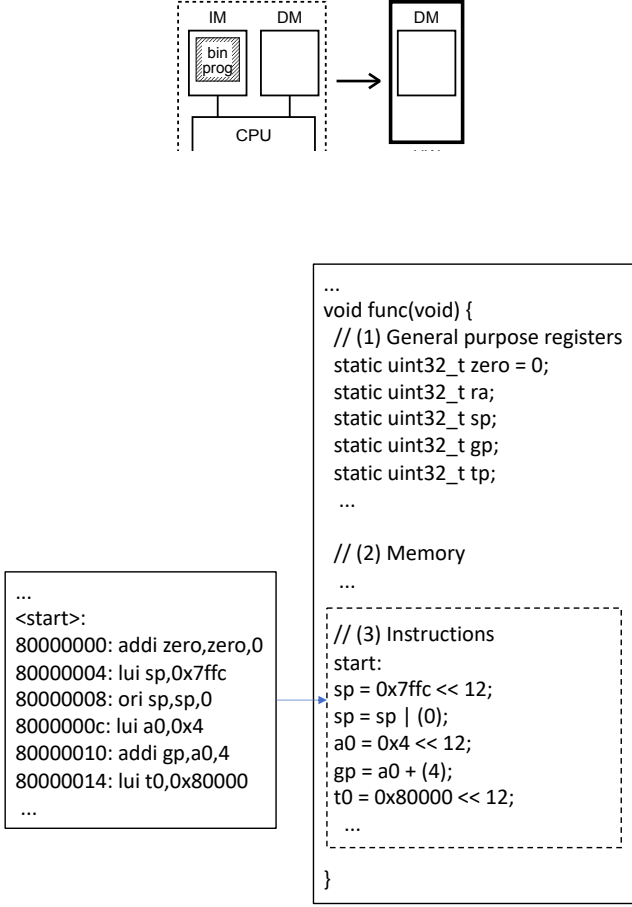 IM DM
bin
prog
CPU
DM
...
<start>:
80000000: addi zero,zero,0
80000004: lui sp,0x7ffc
80000008: ori sp,sp,0
8000000c: lui a0,0x4
80000010: addi gp,a0,4
80000014: lui t0,0x80000
...
...
void func(void) {
// (1) General purpose registers
static uint32_t zero = 0;
static uint32_t ra;
static uint32_t sp;
static uint32_t gp;
static uint32_t tp;
...
// (2) Memory
...
// (3) Instructions
start:
sp = 0x7ffc << 12;
sp = sp | (0);
a0 = 0x4 << 12;
gp = a0 + (4);
t0 = 0x80000 << 12;
...
}